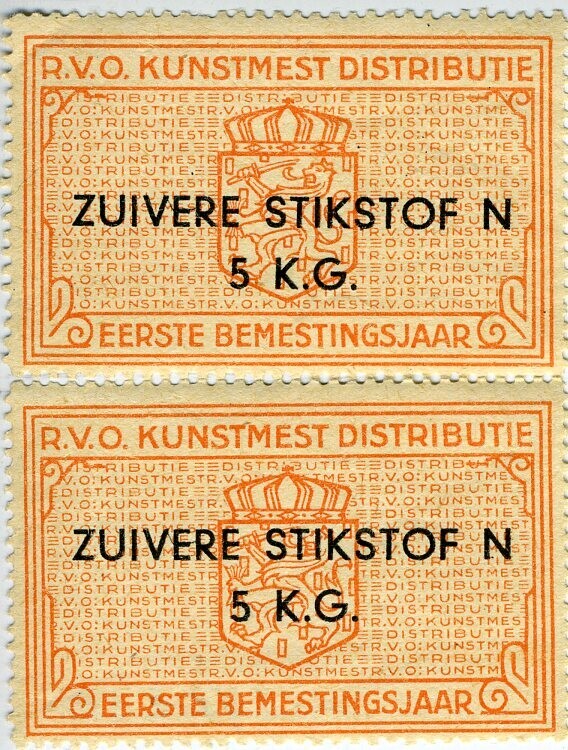 R.V.O. KUNSTMEST DISTRIBUTIE
ZUIVERE STIKSTOF N
5 K.G.
EERSTE BEMESTINGSJAAR
R.V.O. KUNSTMEST DISTRIBUTIE
ZUIVERE STIKSTOF N
5 K.G.
EERSTE BEMESTINGSJAAR